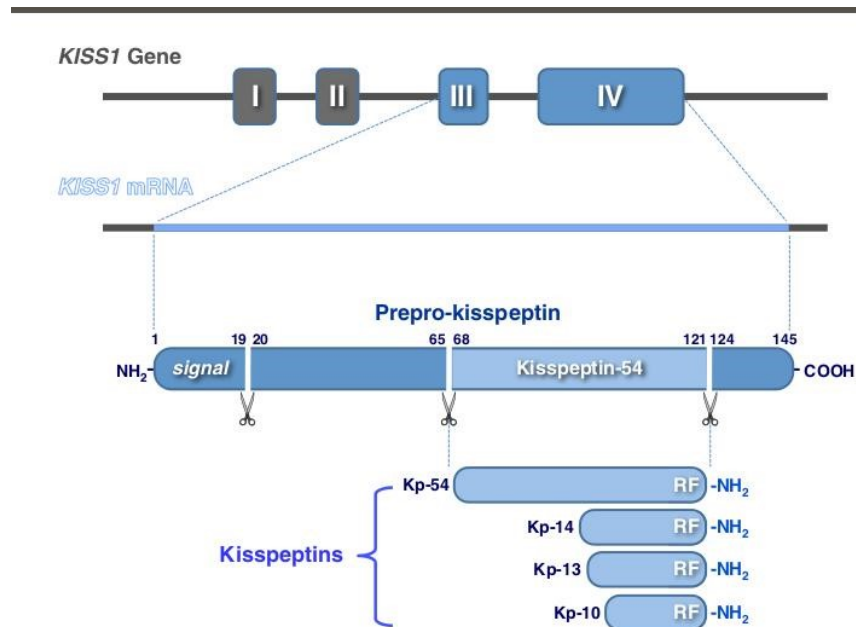 KISS1 Gene
I II III IV
KISS1 mRNA
Prepro-kisspeptin
1 19 20 65 68 121 124 145
NH2- signal Kisspeptin-54 - COOH
Kp-54 RF -NH2
Kp-14 RF -NH2
Kisspeptins
Kp-13 RF -NH2
Kp-10 RF -NH2